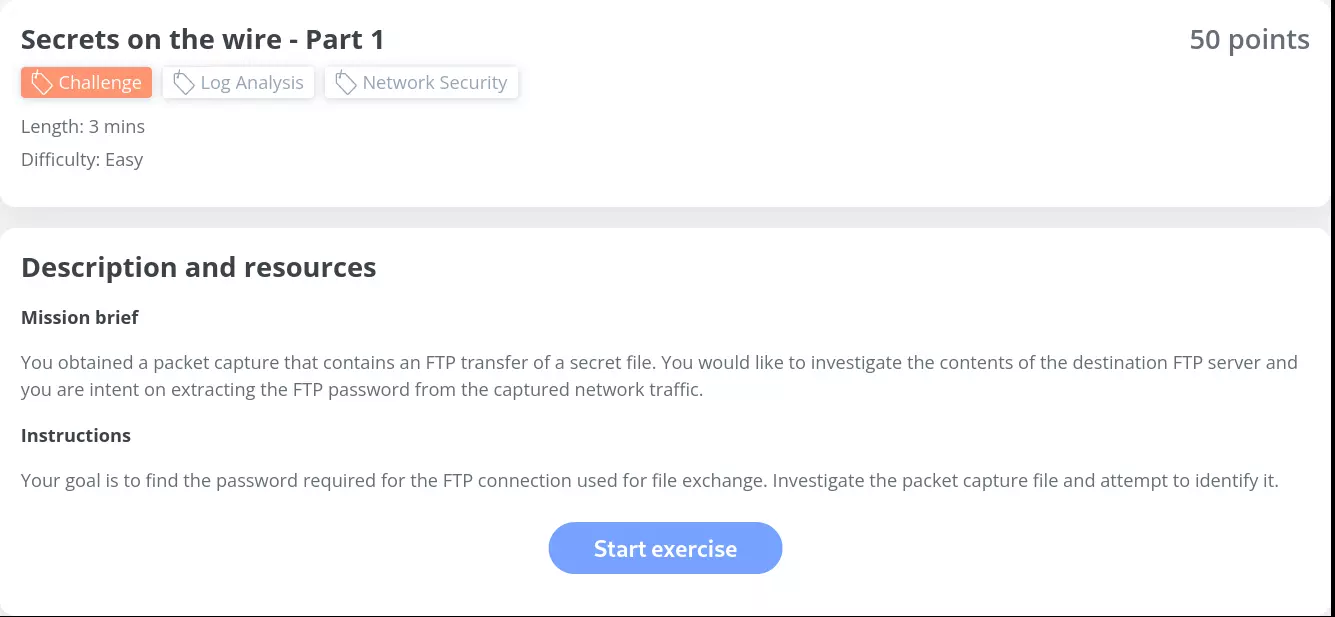 Secrets on the wire - Part 1
50 points
Challenge
Log Analysis
Network Security
Length: 3 mins
Difficulty: Easy
Description and resources
Mission brief
You obtained a packet capture that contains an FTP transfer of a secret file. You would like to investigate the contents of the destination FTP server and
you are intent on extracting the FTP password from the captured network traffic.
Instructions
Your goal is to find the password required for the FTP connection used for file exchange. Investigate the packet capture file and attempt to identify it.
Start exercise